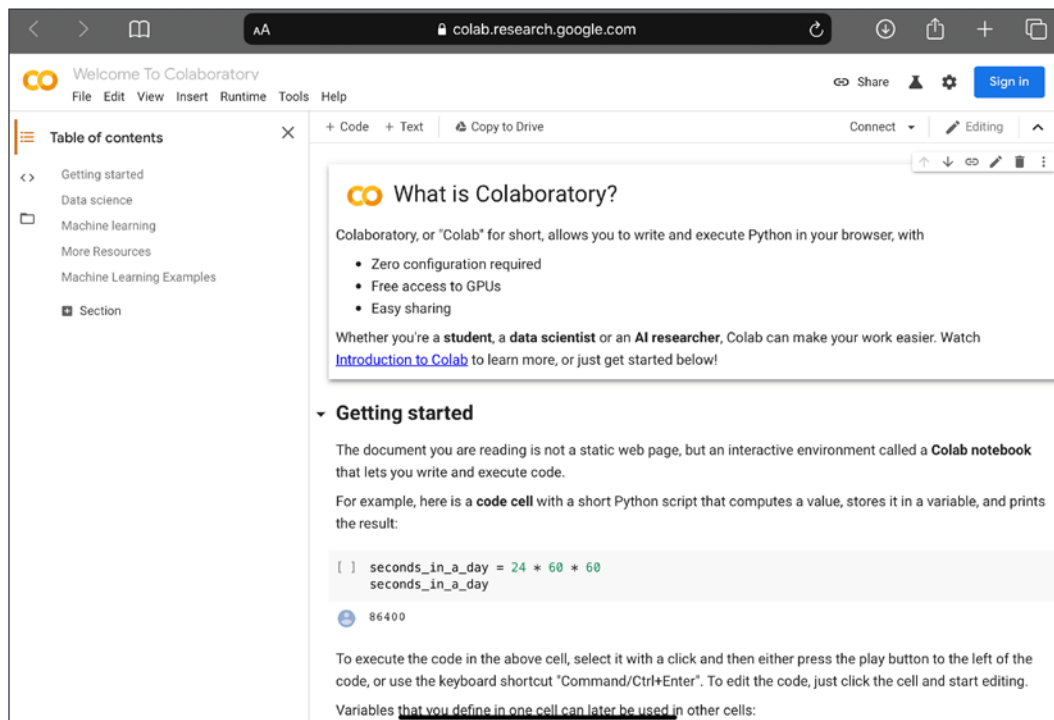 AA colab.research.google.com
CO Welcome To Colaboratory
File Edit View Insert Runtime Tools Help
Share
Sign in
Table of contents
Getting started
Data science
Machine learning
More Resources
Machine Learning Examples
Section
+ Code + Text Copy to Drive
Connect
Editing
CO What is Colaboratory?
Colaboratory, or "Colab" for short, allows you to write and execute Python in your browser, with
• Zero configuration required
• Free access to GPUs
• Easy sharing
Whether you're a student, a data scientist or an AI researcher, Colab can make your work easier. Watch
Introduction to Colab to learn more, or just get started below!
Getting started
The document you are reading is not a static web page, but an interactive environment called a Colab notebook
that lets you write and execute code.
For example, here is a code cell with a short Python script that computes a value, stores it in a variable, and prints
the result:
[ ] seconds_in_a_day = 24 * 60 * 60
seconds_in_a_day
86400
To execute the code in the above cell, select it with a click and then either press the play button to the left of the
code, or use the keyboard shortcut "Command/Ctrl+Enter". To edit the code, just click the cell and start editing.
Variables that you define in one cell can later be used in other cells: